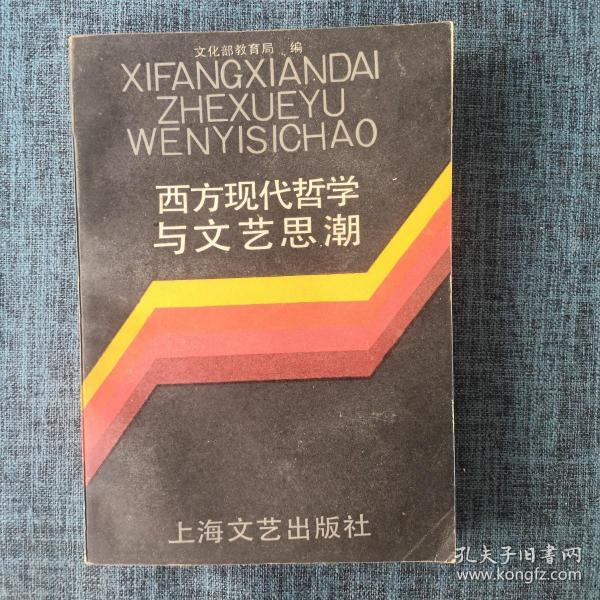 文化部教育局 编
XIFANGXIANDAI
ZHEXUEYU
WENYISICHAO
西方现代哲学
与文艺思潮
上海文艺出版社
孔夫子旧书网
www.kongfz.com